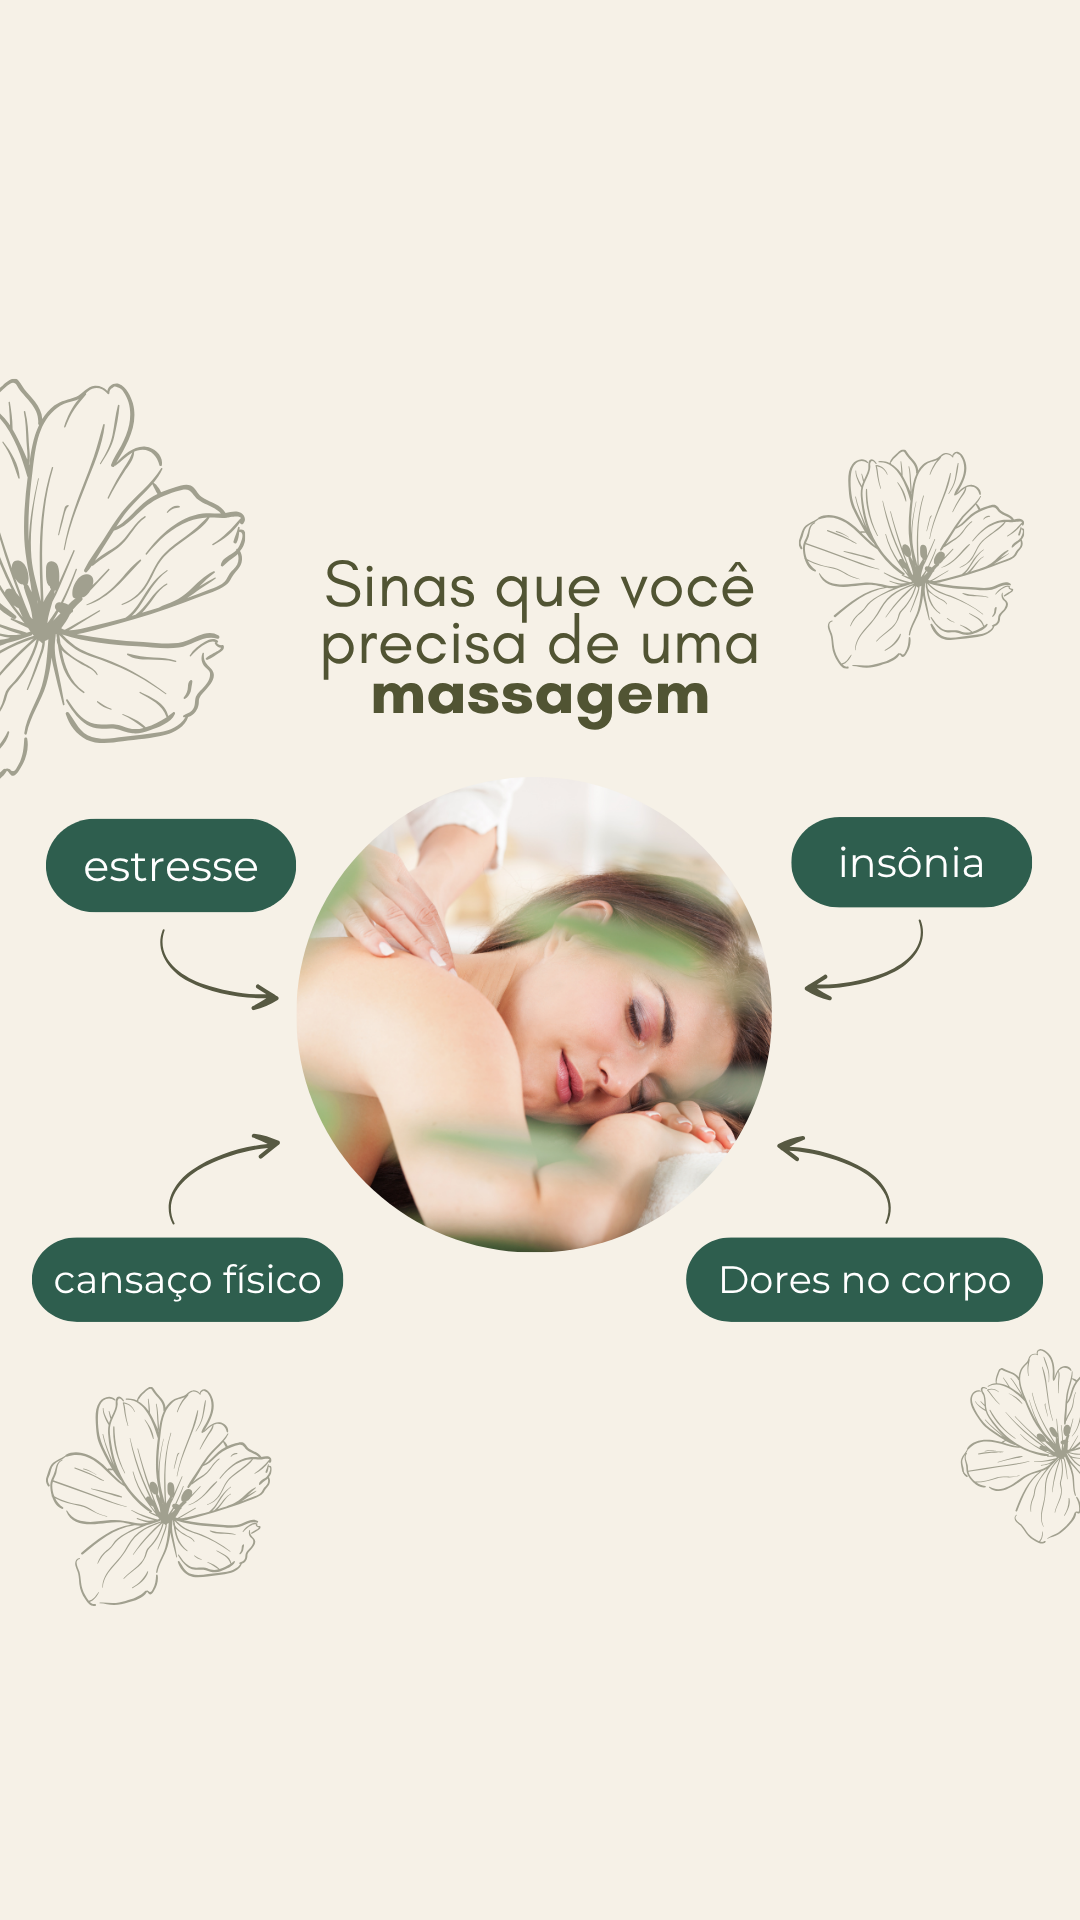 Sinas que você
precisa de uma
massagem
estresse
insônia
cansaço físico
Dores no corpo